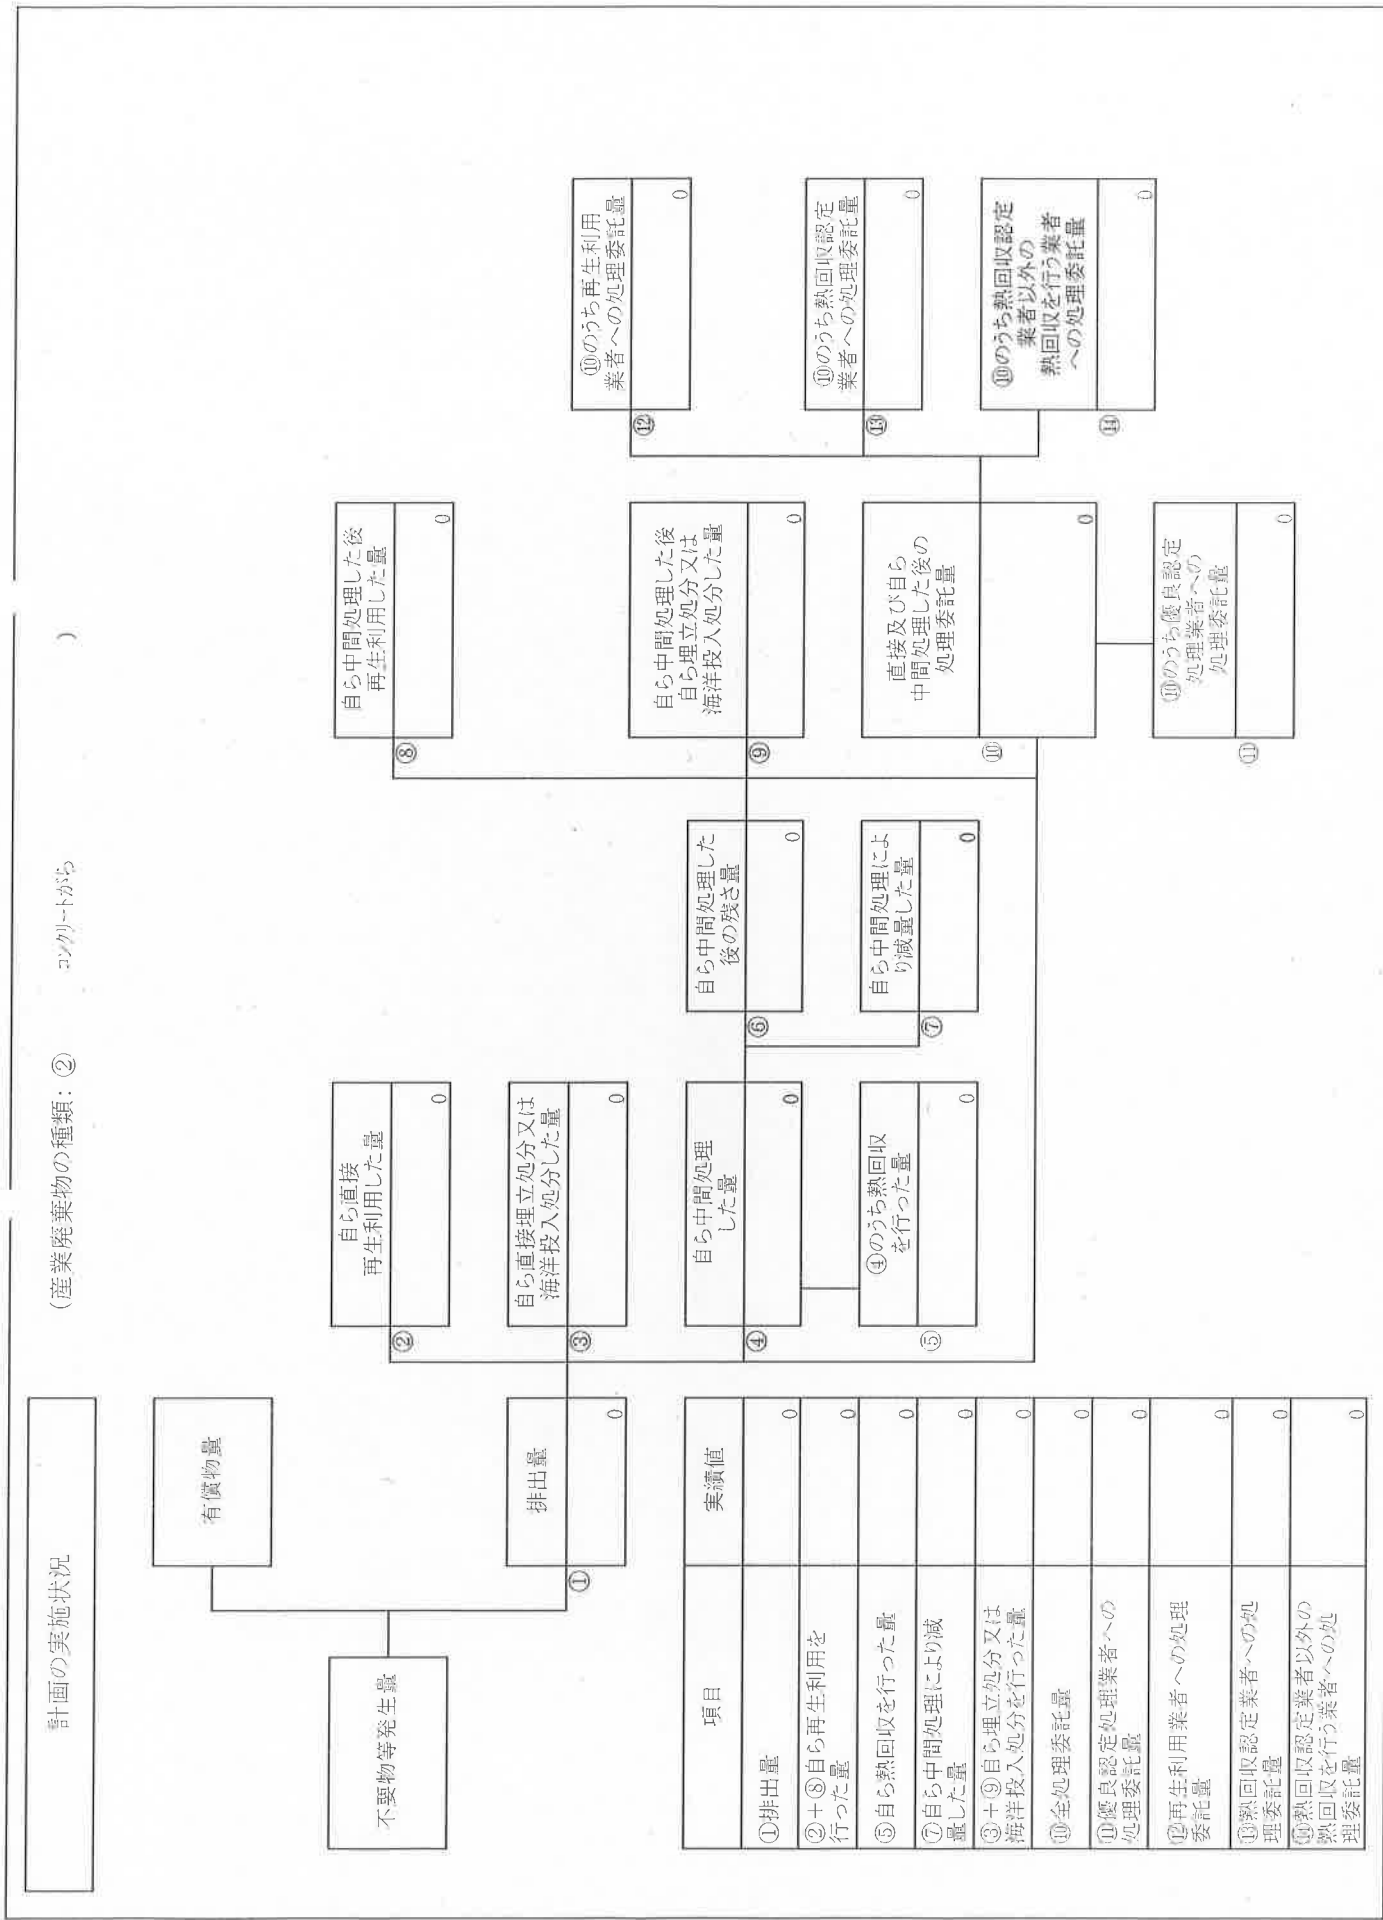 計画の実施状況
(産業廃棄物の種類：②　コンクリートがら　)
有償物量
不要物等発生量
①
排出量
0
②
自ら直接
再生利用した量
0
③
自ら直接埋立処分又は
海洋投入処分した量
0
④
自ら中間処理
した量
0
⑤
④のうち熱回収
を行った量
0
⑥
自ら中間処理した
後の残さ量
0
⑦
自ら中間処理によ
り減量した量
0
⑧
自ら中間処理した後
再生利用した量
0
⑨
自ら中間処理した後
自ら埋立処分又は
海洋投入処分した量
0
⑩
直接及び自ら
中間処理した後の
処理委託量
0
⑪
⑩のうち優良認定
処理業者への
処理委託量
0
⑫
⑩のうち再生利用
業者への処理委託量
0
⑬
⑩のうち熱回収認定
業者への処理委託量
0
⑭
⑩のうち熱回収認定
業者以外の
熱回収を行う業者
への処理委託量
0
項目　実績値
①排出量　0
②＋⑧自ら再生利用を
行った量　0
⑤自ら熱回収を行った量　0
⑦自ら中間処理により減
量した量　0
③＋⑨自ら埋立処分又は
海洋投入処分を行った量　0
⑩全処理委託量　0
⑪優良認定処理業者への
処理委託量　0
⑫再生利用業者への処理
委託量　0
⑬熱回収認定業者への処
理委託量　0
⑭熱回収認定業者以外の
熱回収を行う業者への処
理委託量　0